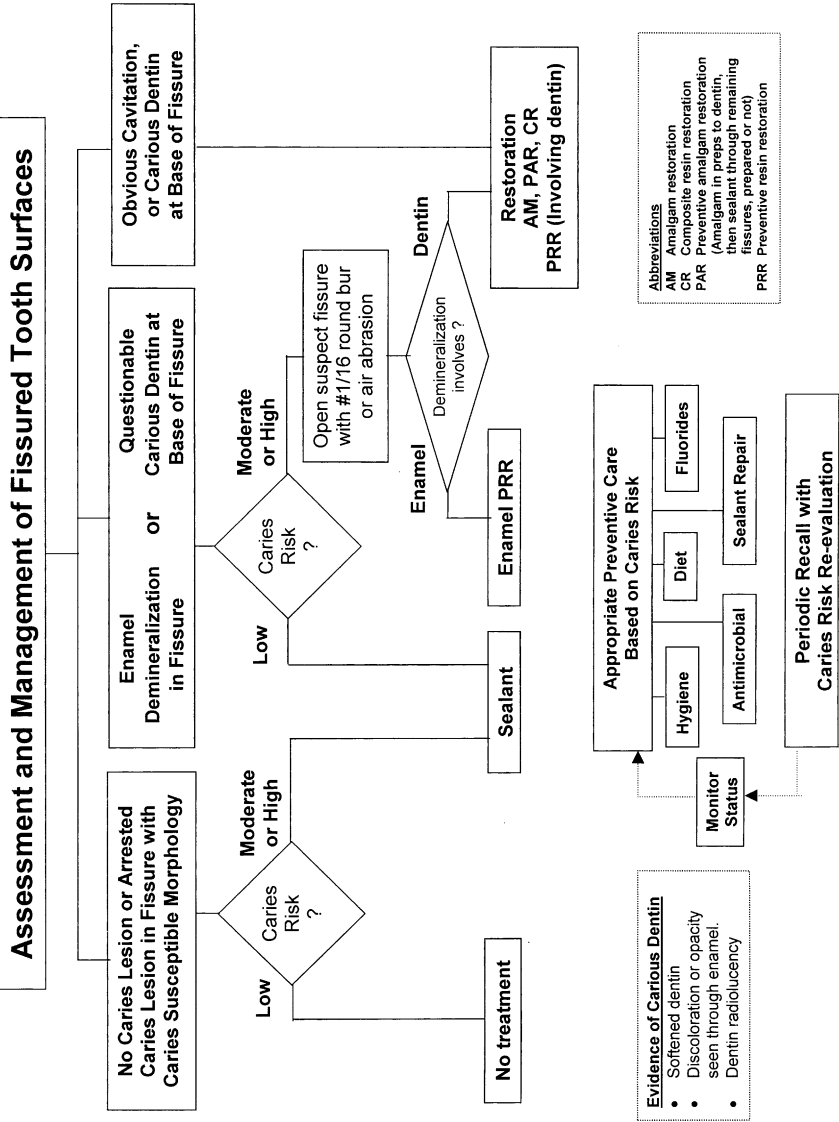 Assessment and Management of Fissured Tooth Surfaces
No Caries Lesion or Arrested
Caries Lesion in Fissure with
Caries Susceptible Morphology
Enamel
Demineralization
in Fissure
or
Questionable
Carious Dentin at
Base of Fissure
Obvious Cavitation,
or Carious Dentin
at Base of Fissure
Caries
Risk
?
Low
Moderate
or High
Caries
Risk
?
Low
Moderate
or High
Open suspect fissure
with #1/16 round bur
or air abrasion
Demineralization
involves ?
Enamel
Dentin
No treatment
Sealant
Enamel PRR
Restoration
AM, PAR, CR
PRR (Involving dentin)
Evidence of Carious Dentin
• Softened dentin
• Discoloration or opacity
seen through enamel.
• Dentin radiolucency
Monitor
Status
Appropriate Preventive Care
Based on Caries Risk
Hygiene
Diet
Fluorides
Antimicrobial
Sealant Repair
Periodic Recall with
Caries Risk Re-evaluation
Abbreviations
AM Amalgam restoration
CR Composite resin restoration
PAR Preventive amalgam restoration
(Amalgam in preps to dentin,
then sealant through remaining
fissures, prepared or not)
PRR Preventive resin restoration